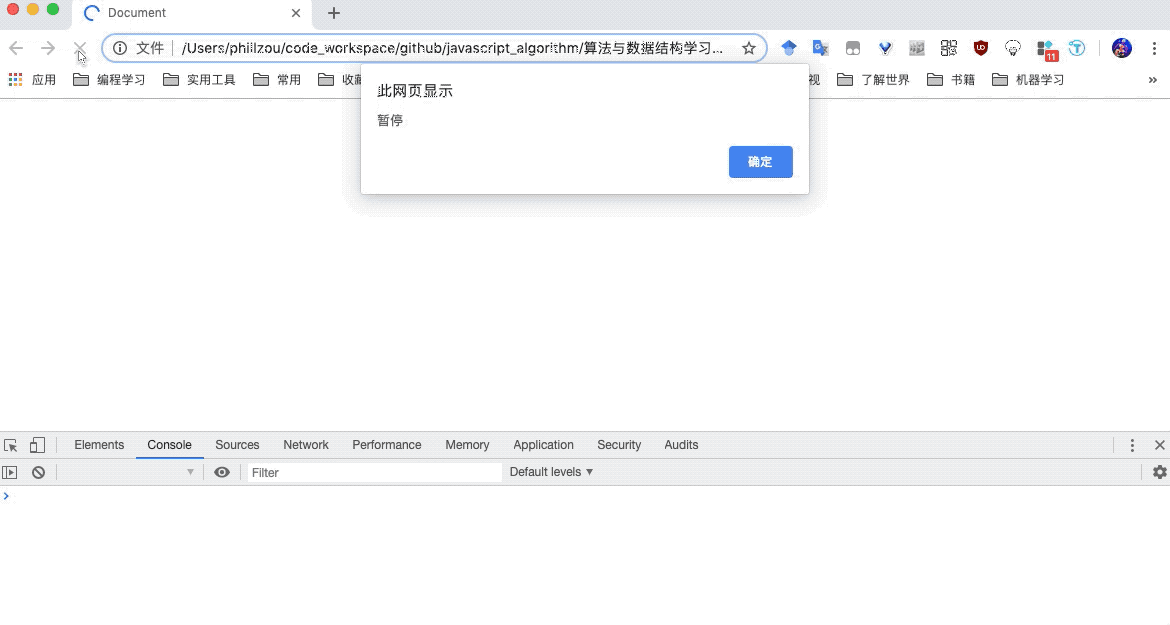 Document
文件 /Users/phiilzou/code_workspace/github/javascript_algorithm/算法与数据结构学习...
11
应用 编程学习 实用工具 常用 收藏 视 了解世界 书籍 机器学习 »
此网页显示
暂停
确定
Elements Console Sources Network Performance Memory Application Security Audits
Filter Default levels ▼